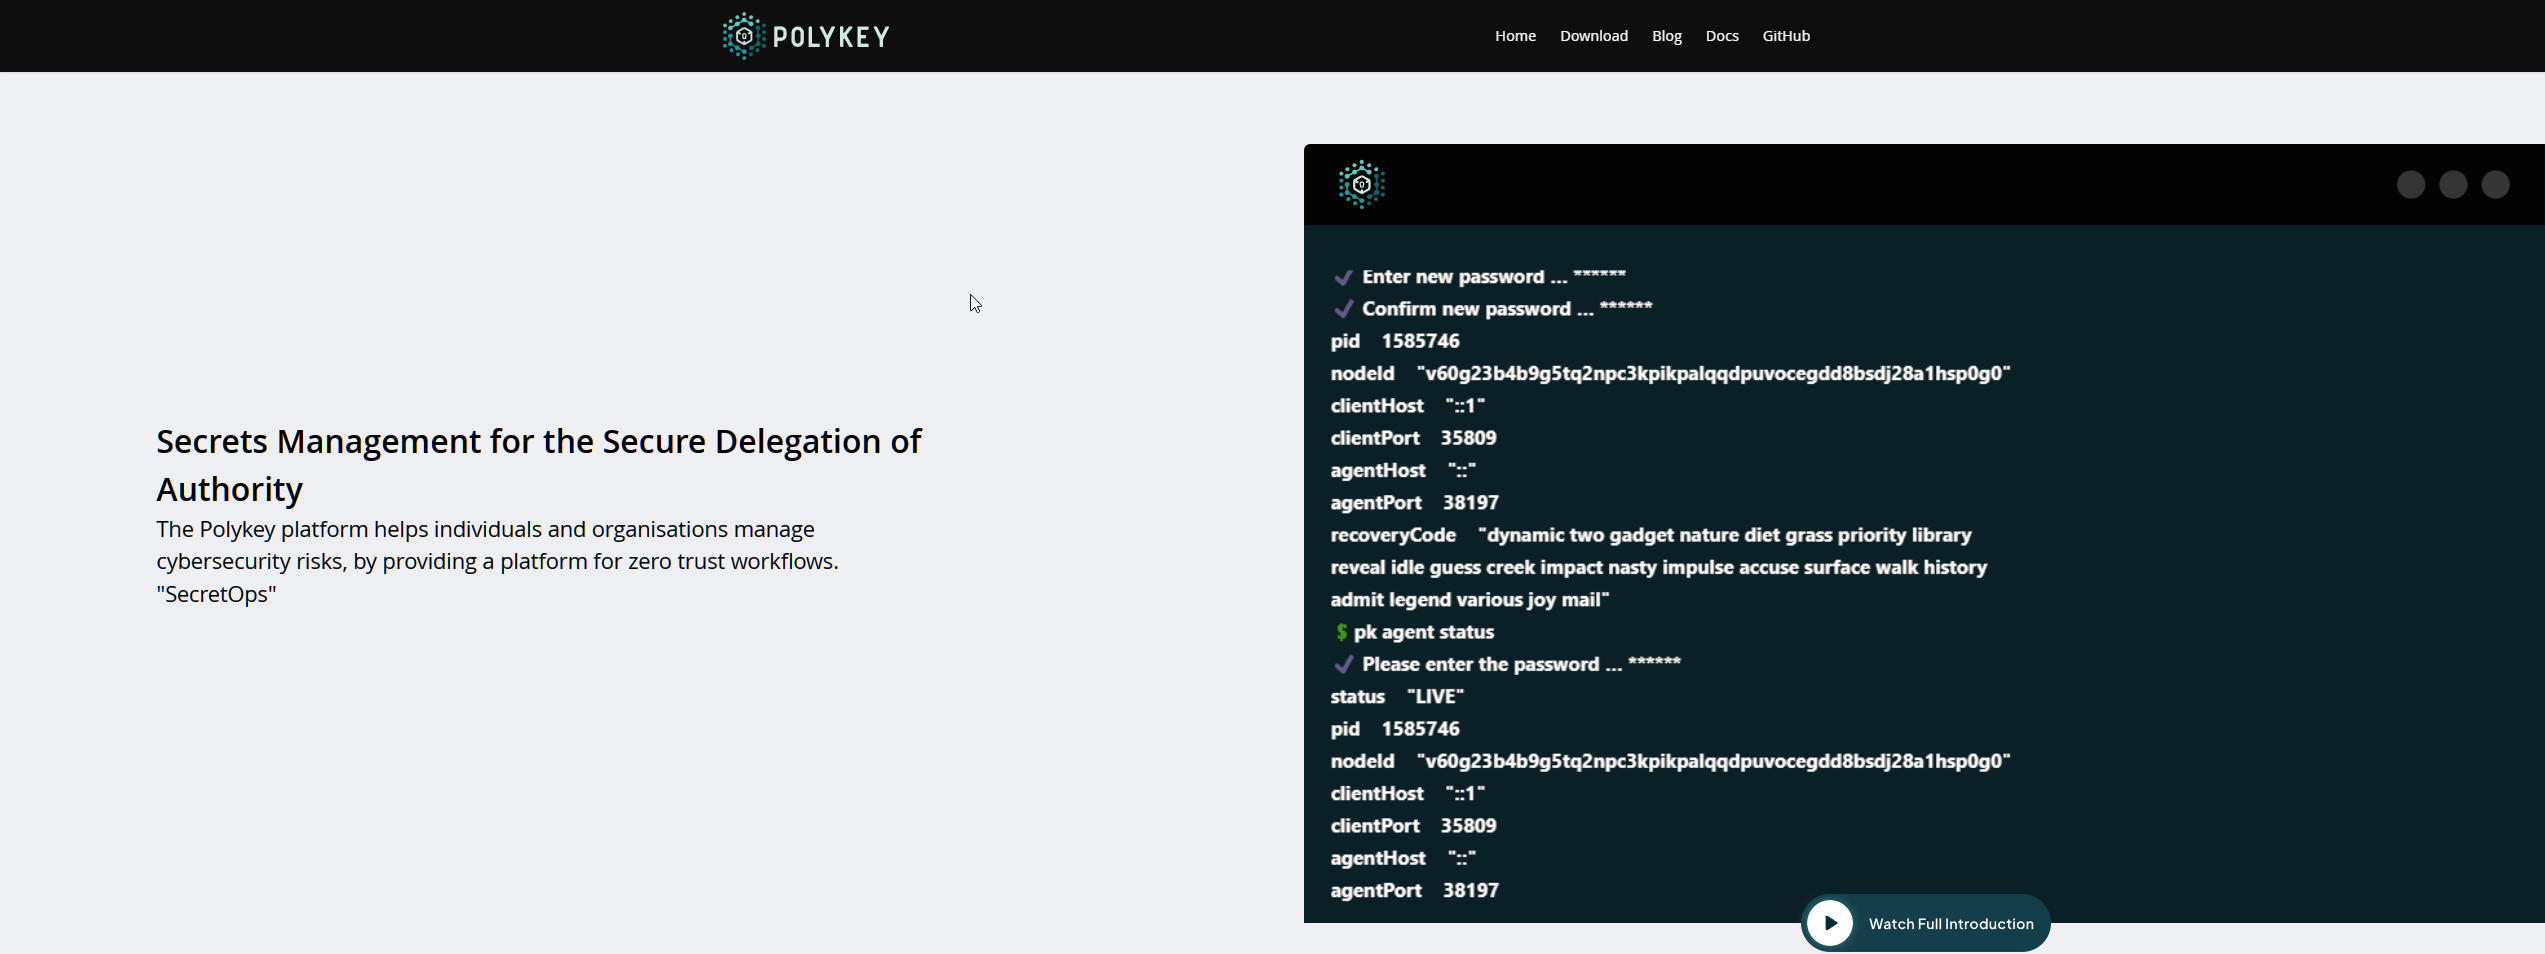 POLYKEY
Home Download Blog Docs GitHub
Secrets Management for the Secure Delegation of
Authority
The Polykey platform helps individuals and organisations manage
cybersecurity risks, by providing a platform for zero trust workflows.
"SecretOps"
✓ Enter new password ... ******
✓ Confirm new password ... ******
pid 1585746
nodeId "v60g23b4b9g5tq2npc3kpikpalqqdpuvocegdd8bsdj28a1hsp0g0"
clientHost "::1"
clientPort 35809
agentHost "::"
agentPort 38197
recoveryCode "dynamic two gadget nature diet grass priority library
reveal idle guess creek impact nasty impulse accuse surface walk history
admit legend various joy mail"
$ pk agent status
✓ Please enter the password ... ******
status "LIVE"
pid 1585746
nodeId "v60g23b4b9g5tq2npc3kpikpalqqdpuvocegdd8bsdj28a1hsp0g0"
clientHost "::1"
clientPort 35809
agentHost "::"
agentPort 38197
Watch Full Introduction